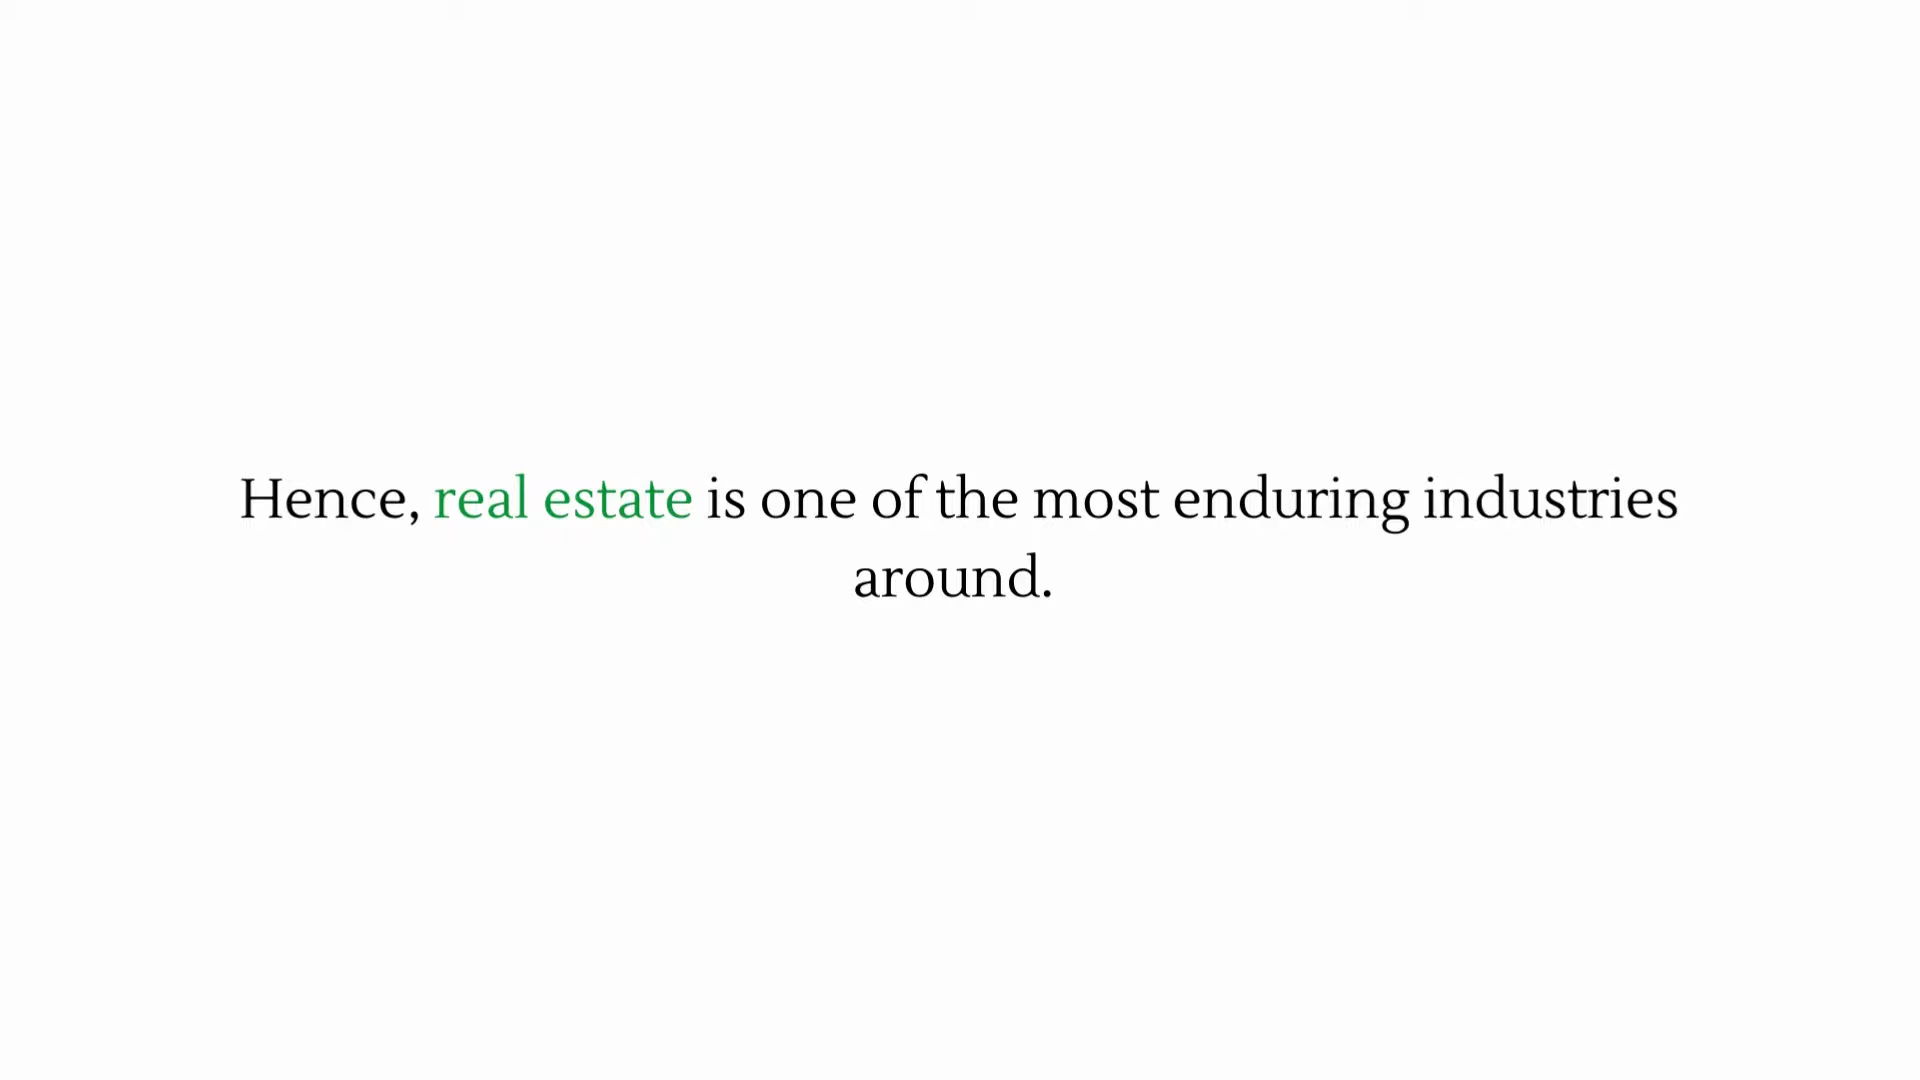 Hence, real estate is one of the most enduring industries
around.